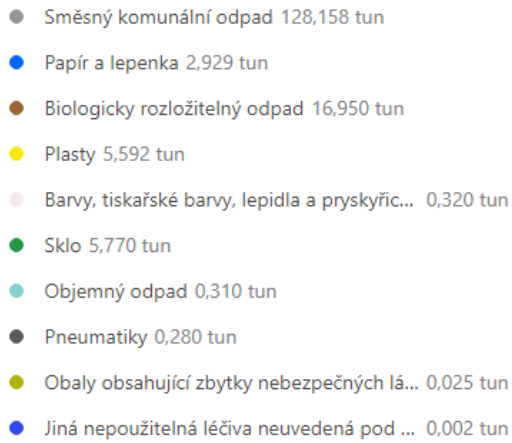 Směsný komunální odpad 128,158 tun
Papír a lepenka 2,929 tun
Biologicky rozložitelný odpad 16,950 tun
Plasty 5,592 tun
Barvy, tiskařské barvy, lepidla a pryskyřic... 0,320 tun
Sklo 5,770 tun
Objemný odpad 0,310 tun
Pneumatiky 0,280 tun
Obaly obsahující zbytky nebezpečných lá... 0,025 tun
Jiná nepoužitelná léčiva neuvedená pod ... 0,002 tun